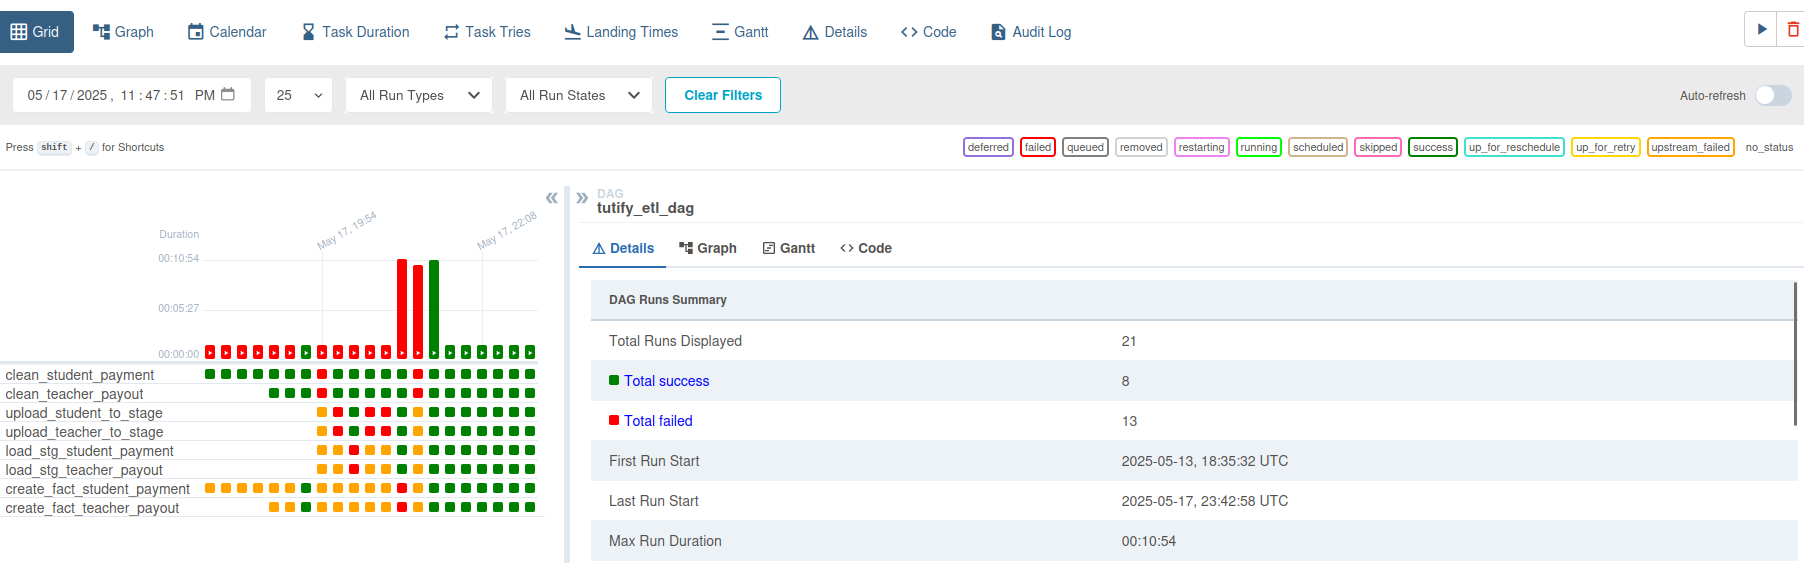 Grid Graph Calendar Task Duration Task Tries Landing Times Gantt Details Code Audit Log
05/17/2025, 11:47:51 PM 25 All Run Types All Run States Clear Filters Auto-refresh
Press shift + / for Shortcuts deferred failed queued removed restarting running scheduled skipped success up_for_reschedule up_for_retry upstream_failed no_status
May 17, 19:54 May 17, 22:08
Duration
00:10:54
00:05:27
00:00:00
clean_student_payment
clean_teacher_payout
upload_student_to_stage
upload_teacher_to_stage
load_stg_student_payment
load_stg_teacher_payout
create_fact_student_payment
create_fact_teacher_payout
DAG
tutify_etl_dag
Details Graph Gantt Code
DAG Runs Summary
Total Runs Displayed 21
Total success 8
Total failed 13
First Run Start 2025-05-13, 18:35:32 UTC
Last Run Start 2025-05-17, 23:42:58 UTC
Max Run Duration 00:10:54